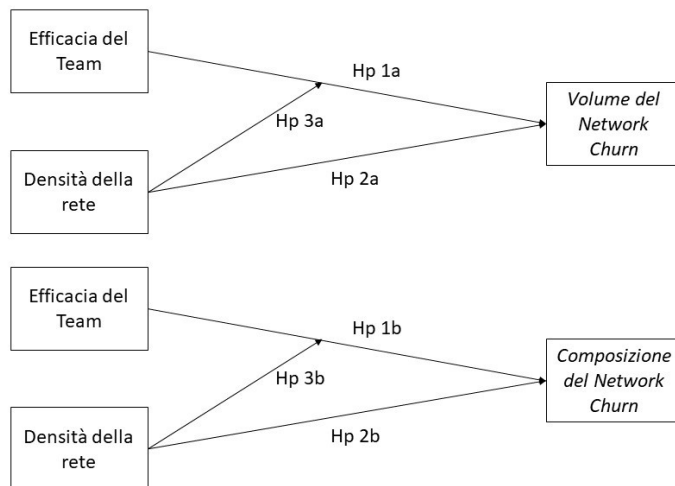 Efficacia del
Team
Hp 1a
Volume del
Network
Churn
Hp 3a
Densità della
rete
Hp 2a
Efficacia del
Team
Hp 1b
Composizione
del Network
Churn
Hp 3b
Densità della
rete
Hp 2b